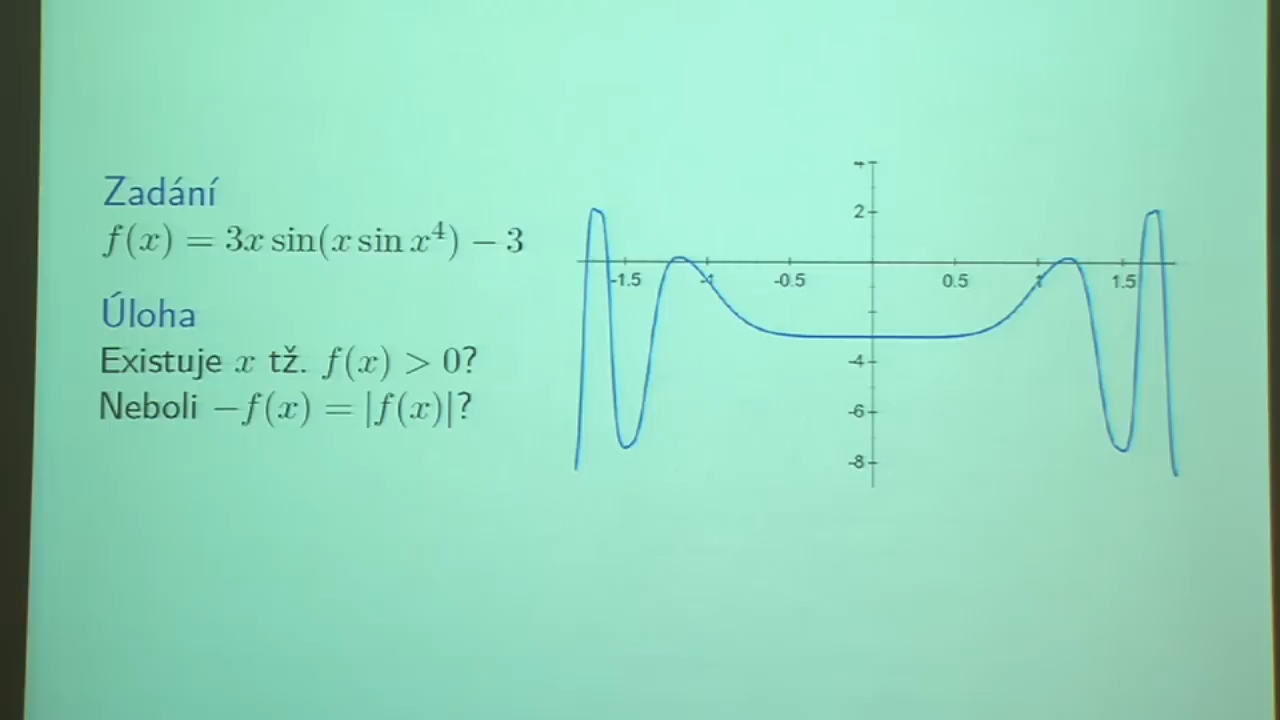 Zadání
f(x) = 3x sin(x sin x⁴) − 3
Úloha
Existuje x tž. f(x) > 0?
Neboli −f(x) = |f(x)|?
4
2
-1.5 -1 -0.5 0.5 1 1.5
-4
-6
-8